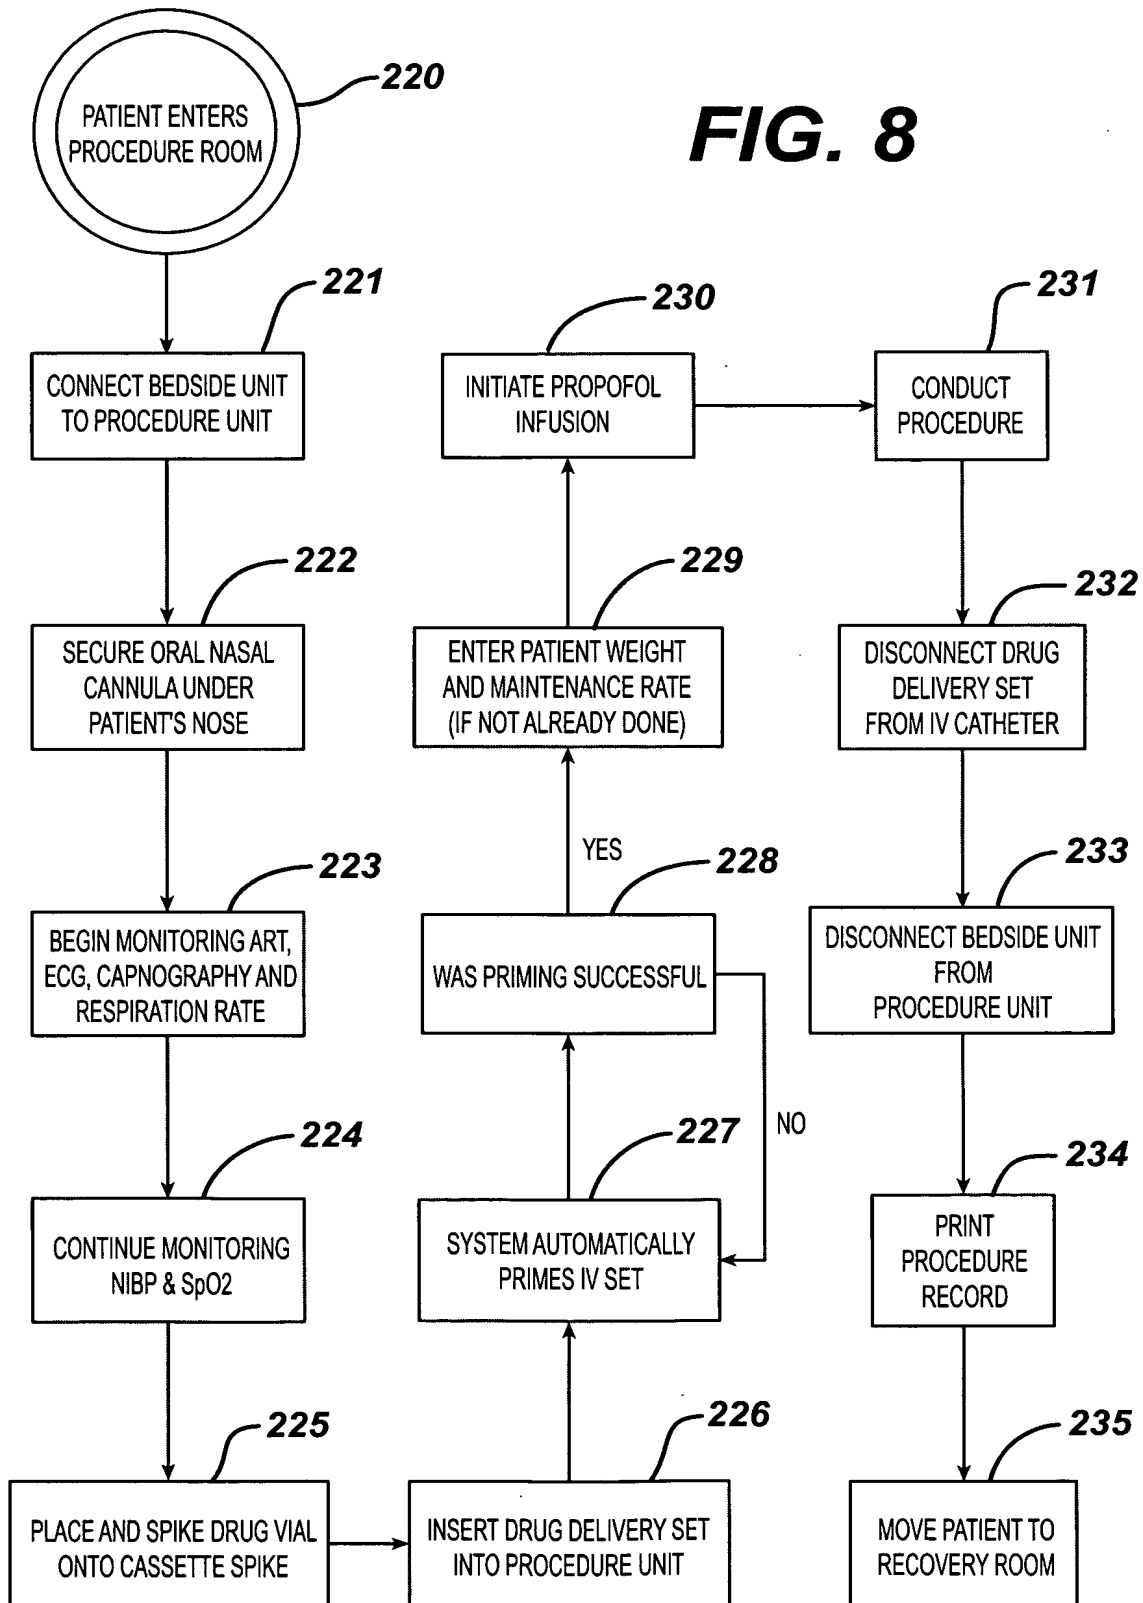 FIG. 8
220
PATIENT ENTERS
PROCEDURE ROOM
221
CONNECT BEDSIDE UNIT
TO PROCEDURE UNIT
222
SECURE ORAL NASAL
CANNULA UNDER
PATIENT'S NOSE
223
BEGIN MONITORING ART,
ECG, CAPNOGRAPHY AND
RESPIRATION RATE
224
CONTINUE MONITORING
NIBP & SpO2
225
PLACE AND SPIKE DRUG VIAL
ONTO CASSETTE SPIKE
226
INSERT DRUG DELIVERY SET
INTO PROCEDURE UNIT
227
SYSTEM AUTOMATICALLY
PRIMES IV SET
228
WAS PRIMING SUCCESSFUL
NO
YES
229
ENTER PATIENT WEIGHT
AND MAINTENANCE RATE
(IF NOT ALREADY DONE)
230
INITIATE PROPOFOL
INFUSION
231
CONDUCT
PROCEDURE
232
DISCONNECT DRUG
DELIVERY SET
FROM IV CATHETER
233
DISCONNECT BEDSIDE UNIT
FROM
PROCEDURE UNIT
234
PRINT
PROCEDURE
RECORD
235
MOVE PATIENT TO
RECOVERY ROOM